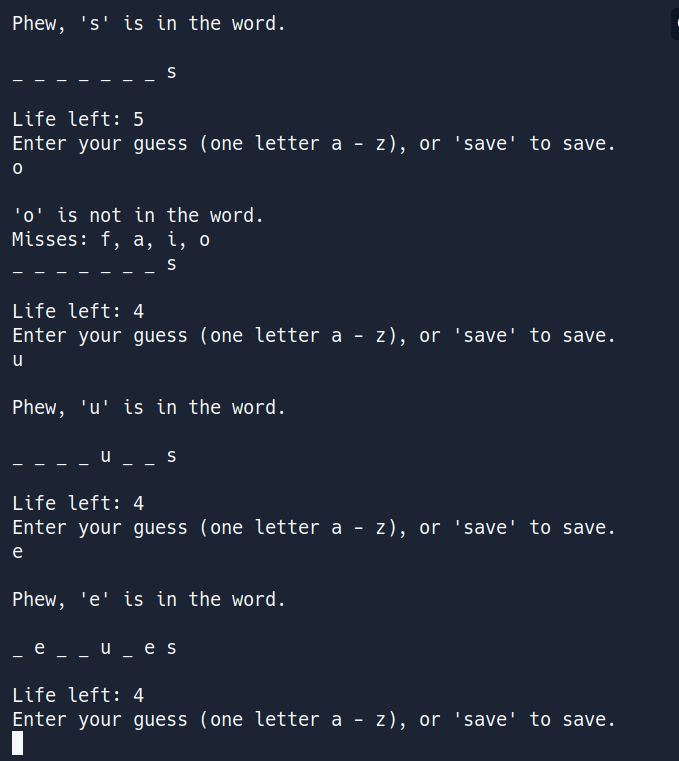 Phew, 's' is in the word.
_ _ _ _ _ _ _ s
Life left: 5
Enter your guess (one letter a - z), or 'save' to save.
o
'o' is not in the word.
Misses: f, a, i, o
_ _ _ _ _ _ _ s
Life left: 4
Enter your guess (one letter a - z), or 'save' to save.
u
Phew, 'u' is in the word.
_ _ _ _ u _ _ s
Life left: 4
Enter your guess (one letter a - z), or 'save' to save.
e
Phew, 'e' is in the word.
_ e _ _ u _ e s
Life left: 4
Enter your guess (one letter a - z), or 'save' to save.